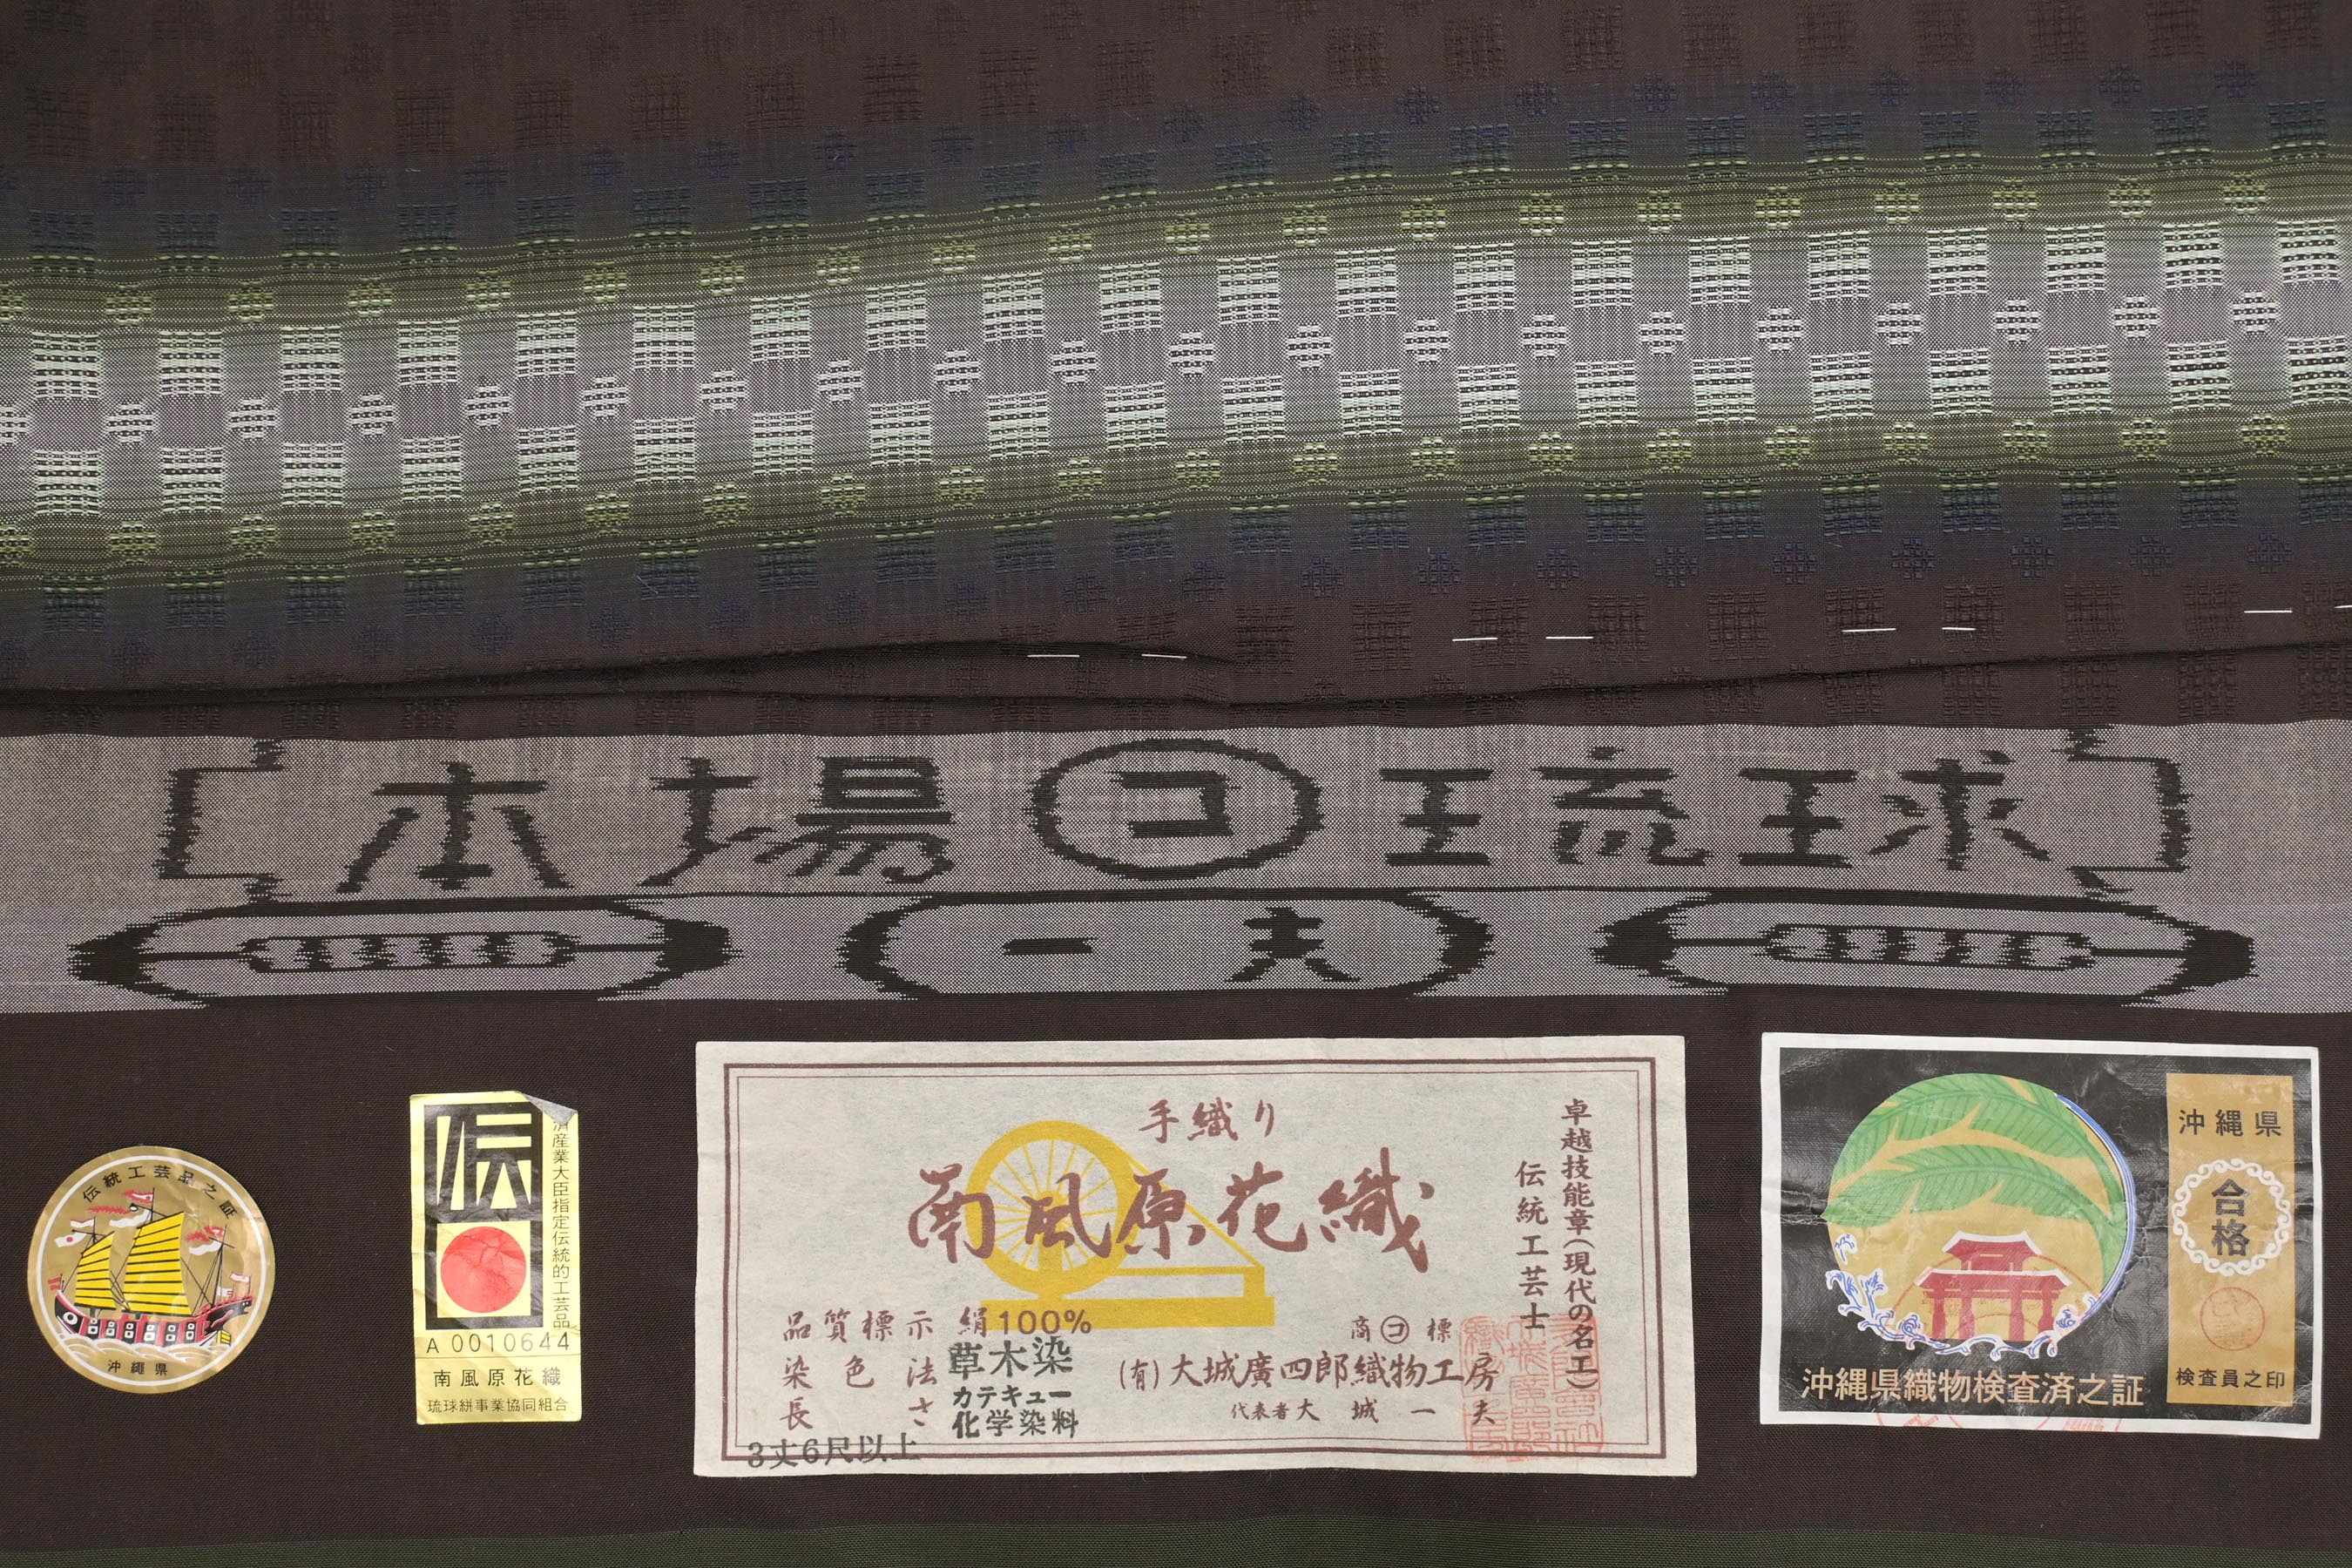 本場 コ 琉球
一夫
伝統工芸品之証
沖縄県
伝
産業大臣指定伝統的工芸品
A 0010644
南風原花織
琉球絣事業協同組合
手織り
南風原花織
卓越技能章(現代の名工)
伝統工芸士
品質標示 絹100%
染色法 草木染
カテキュー
化学染料
長さ
3丈6尺以上
商コ標
(有)大城廣四郎織物工房
代表者 大城一夫
沖縄県織物検査済之証
沖縄県
合格
検査員之印